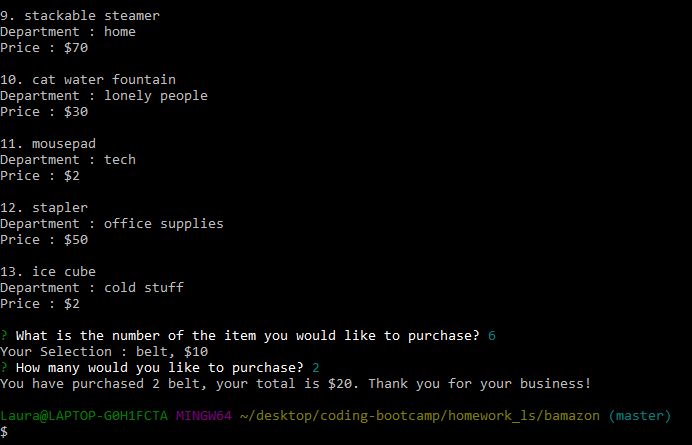 9. stackable steamer
Department : home
Price : $70
10. cat water fountain
Department : lonely people
Price : $30
11. mousepad
Department : tech
Price : $2
12. stapler
Department : office supplies
Price : $50
13. ice cube
Department : cold stuff
Price : $2
? What is the number of the item you would like to purchase? 6
Your Selection : belt, $10
? How many would you like to purchase? 2
You have purchased 2 belt, your total is $20. Thank you for your business!
Laura@LAPTOP-G0H1FCTA MINGW64 ~/desktop/coding-bootcamp/homework_ls/bamazon (master)
$